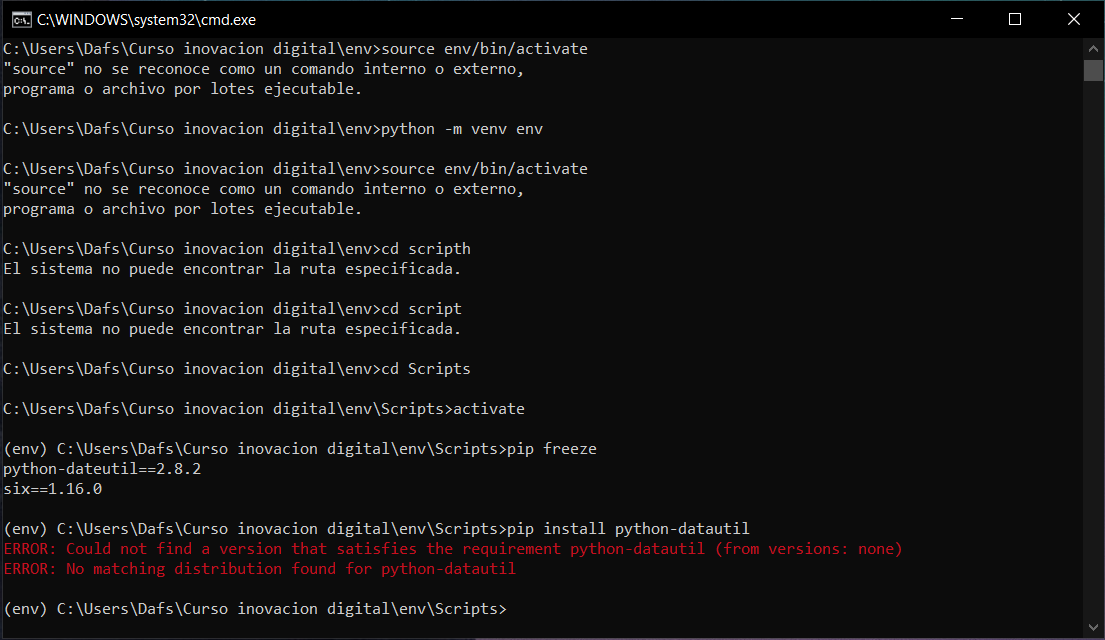 C:\WINDOWS\system32\cmd.exe
C:\Users\Dafs\Curso inovacion digital\env>source env/bin/activate
"source" no se reconoce como un comando interno o externo,
programa o archivo por lotes ejecutable.
C:\Users\Dafs\Curso inovacion digital\env>python -m venv env
C:\Users\Dafs\Curso inovacion digital\env>source env/bin/activate
"source" no se reconoce como un comando interno o externo,
programa o archivo por lotes ejecutable.
C:\Users\Dafs\Curso inovacion digital\env>cd scripth
El sistema no puede encontrar la ruta especificada.
C:\Users\Dafs\Curso inovacion digital\env>cd script
El sistema no puede encontrar la ruta especificada.
C:\Users\Dafs\Curso inovacion digital\env>cd Scripts
C:\Users\Dafs\Curso inovacion digital\env\Scripts>activate
(env) C:\Users\Dafs\Curso inovacion digital\env\Scripts>pip freeze
python-dateutil==2.8.2
six==1.16.0
(env) C:\Users\Dafs\Curso inovacion digital\env\Scripts>pip install python-datautil
ERROR: Could not find a version that satisfies the requirement python-datautil (from versions: none)
ERROR: No matching distribution found for python-datautil
(env) C:\Users\Dafs\Curso inovacion digital\env\Scripts>